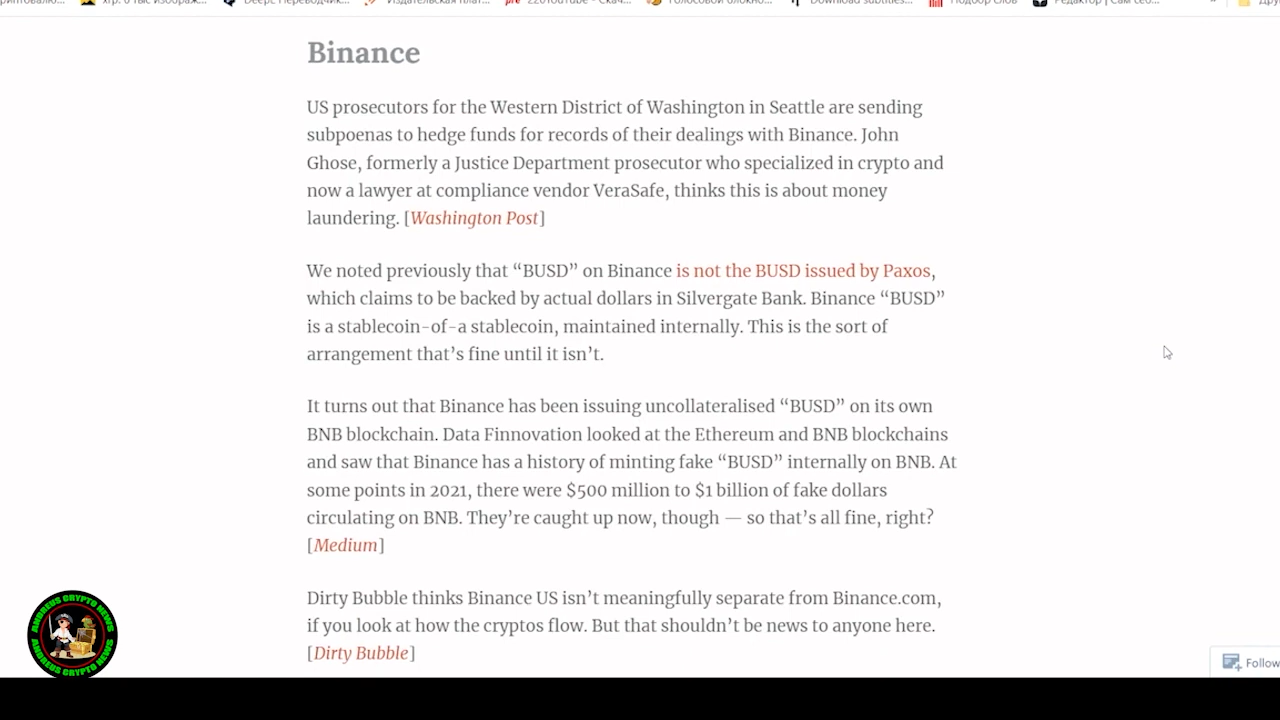 Binance
US prosecutors for the Western District of Washington in Seattle are sending
subpoenas to hedge funds for records of their dealings with Binance. John
Ghose, formerly a Justice Department prosecutor who specialized in crypto and
now a lawyer at compliance vendor VeraSafe, thinks this is about money
laundering. [Washington Post]
We noted previously that “BUSD” on Binance is not the BUSD issued by Paxos,
which claims to be backed by actual dollars in Silvergate Bank. Binance “BUSD”
is a stablecoin-of-a stablecoin, maintained internally. This is the sort of
arrangement that’s fine until it isn’t.
It turns out that Binance has been issuing uncollateralised “BUSD” on its own
BNB blockchain. Data Finnovation looked at the Ethereum and BNB blockchains
and saw that Binance has a history of minting fake “BUSD” internally on BNB. At
some points in 2021, there were $500 million to $1 billion of fake dollars
circulating on BNB. They’re caught up now, though — so that’s all fine, right?
[Medium]
Dirty Bubble thinks Binance US isn’t meaningfully separate from Binance.com,
if you look at how the cryptos flow. But that shouldn’t be news to anyone here.
[Dirty Bubble]
ANDREUS CRYPTO NEWS
ANDREUS CRYPTO NEWS
Follow